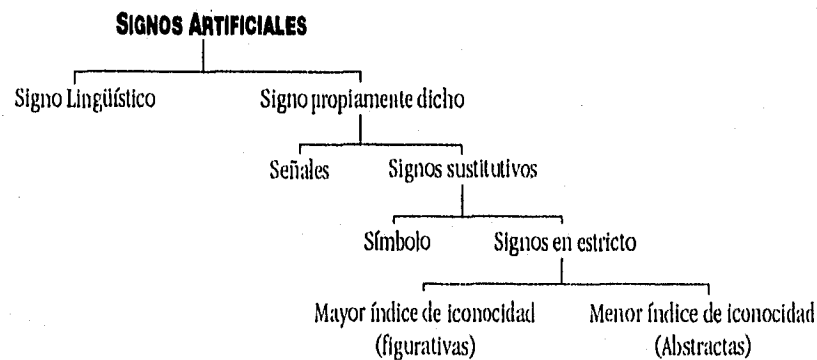 SIGNOS ARTIFICIALES
Signo Lingüístico Signo propiamente dicho
Señales Signos sustitutivos
Símbolo Signos en estricto
Mayor índice de iconocidad Menor índice de iconocidad
(figurativas) (Abstractas)